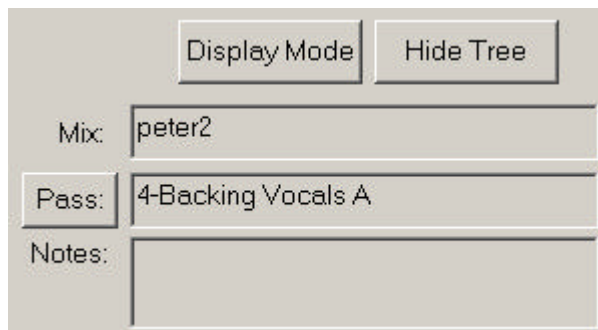 Display Mode Hide Tree
Mix: peter2
Pass: 4-Backing Vocals A
Notes: